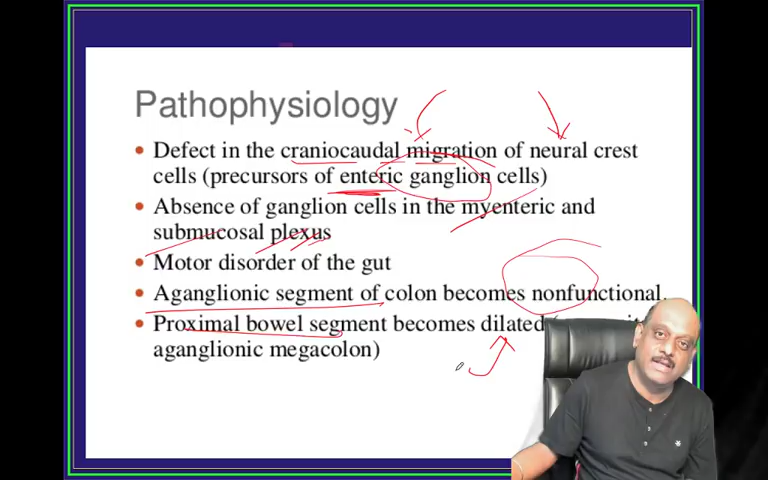 Pathophysiology
• Defect in the craniocaudal migration of neural crest
cells (precursors of enteric ganglion cells)
• Absence of ganglion cells in the myenteric and
submucosal plexus
• Motor disorder of the gut
• Aganglionic segment of colon becomes nonfunctional.
• Proximal bowel segment becomes dilated
aganglionic megacolon)